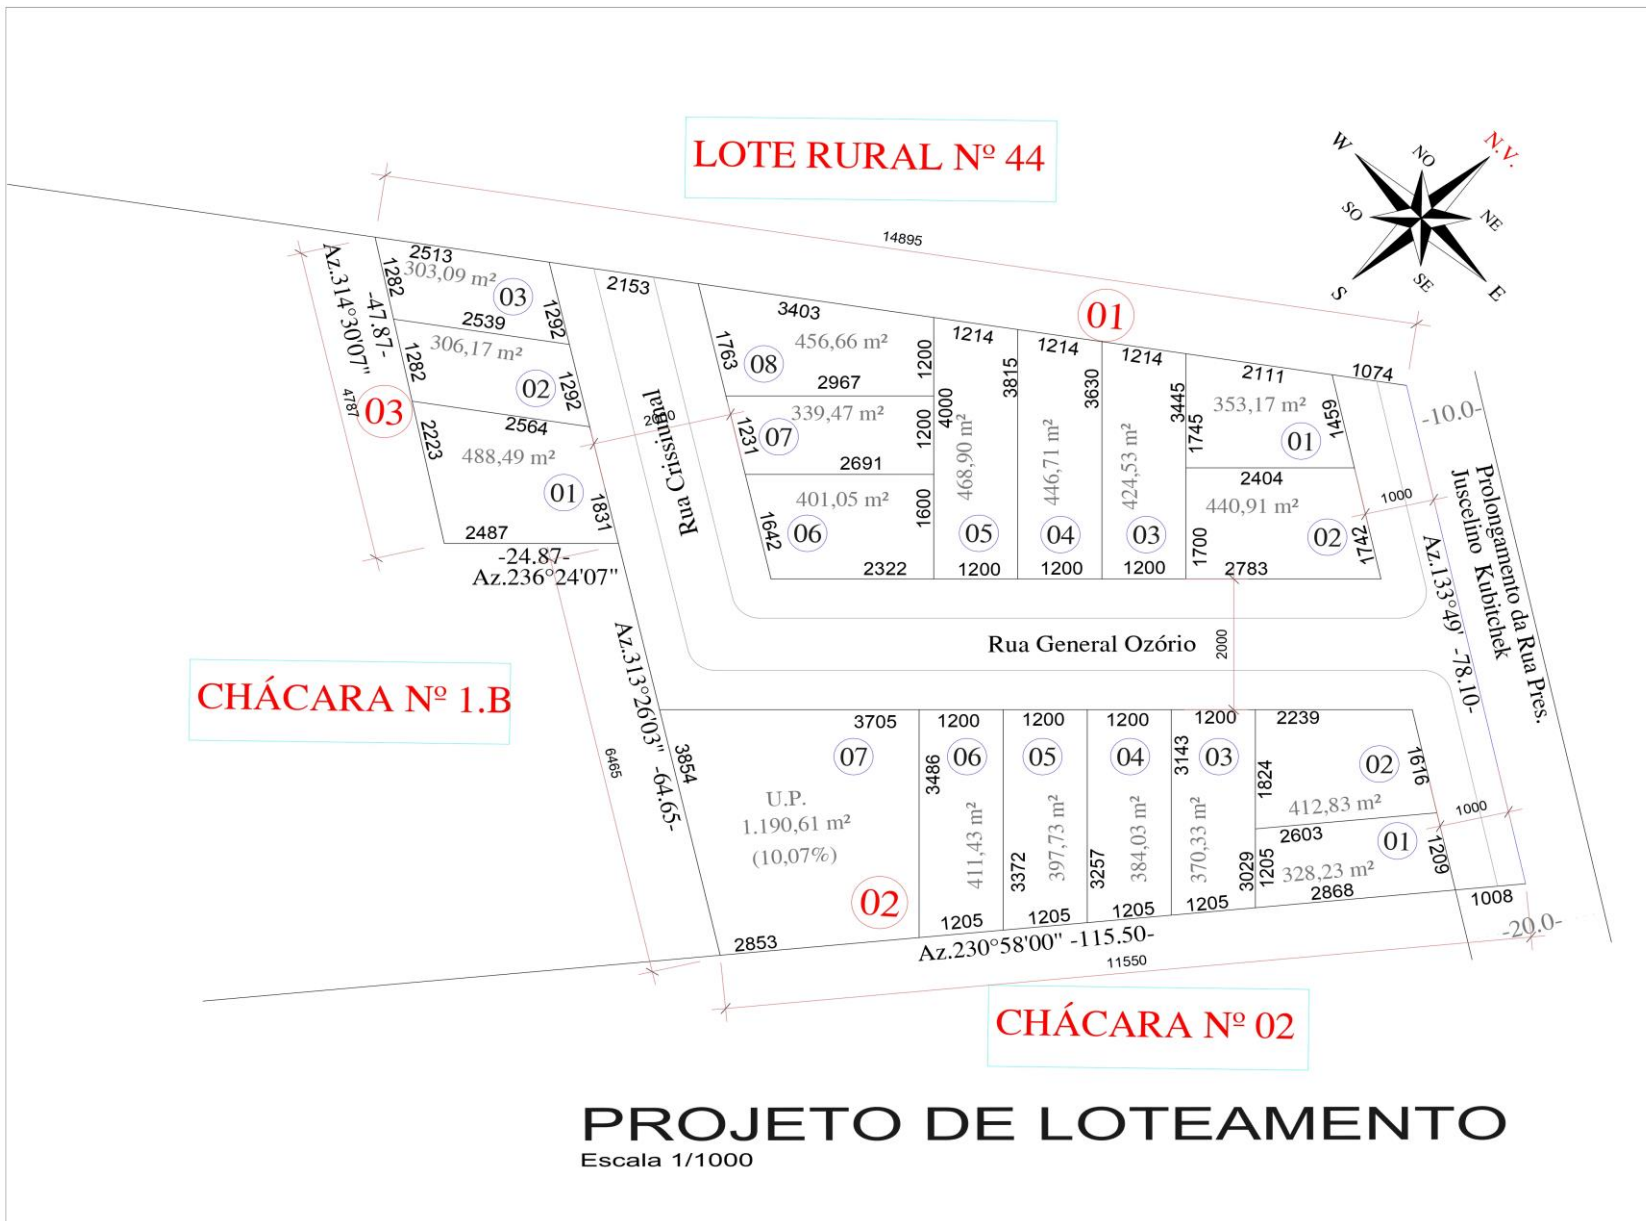 LOTE RURAL Nº 44
W
NO
N.V.
SO
NE
S
SE
E
14895
01
2513
303,09 m²
03
1282
1292
2539
306,17 m²
02
1282
1292
2564
488,49 m²
01
2223
1831
2487
Az.314°30'07"
-47.87-
4787
03
-24.87-
Az.236°24'07"
2153
Rua Crissiumal
2000
3403
456,66 m²
08
1763
1200
2967
339,47 m²
07
1231
1200
2691
401,05 m²
06
1642
1600
2322
1214
4000
468,90 m²
05
1200
1214
3815
446,71 m²
04
1200
1214
3630
424,53 m²
03
1200
3445
2111
353,17 m²
01
1745
1459
2404
440,91 m²
02
1700
1742
2783
1074
-10.0-
1000
Prolongamento da Rua Pres.
Juscelino Kubitchek
Az.133°49' -78.10-
Rua General Ozório
2000
CHÁCARA Nº 1.B
Az.313°26'03" -64.65-
6465
3854
3705
07
U.P.
1.190,61 m²
(10,07%)
02
2853
1200
06
3486
411,43 m²
1205
1200
05
3372
397,73 m²
1205
1200
04
3257
384,03 m²
1205
1200
03
3143
370,33 m²
1205
3029
2239
02
1824
1616
412,83 m²
2603
01
1205
1209
328,23 m²
2868
1000
1008
-20.0-
Az.230°58'00" -115.50-
11550
CHÁCARA Nº 02
PROJETO DE LOTEAMENTO
Escala 1/1000